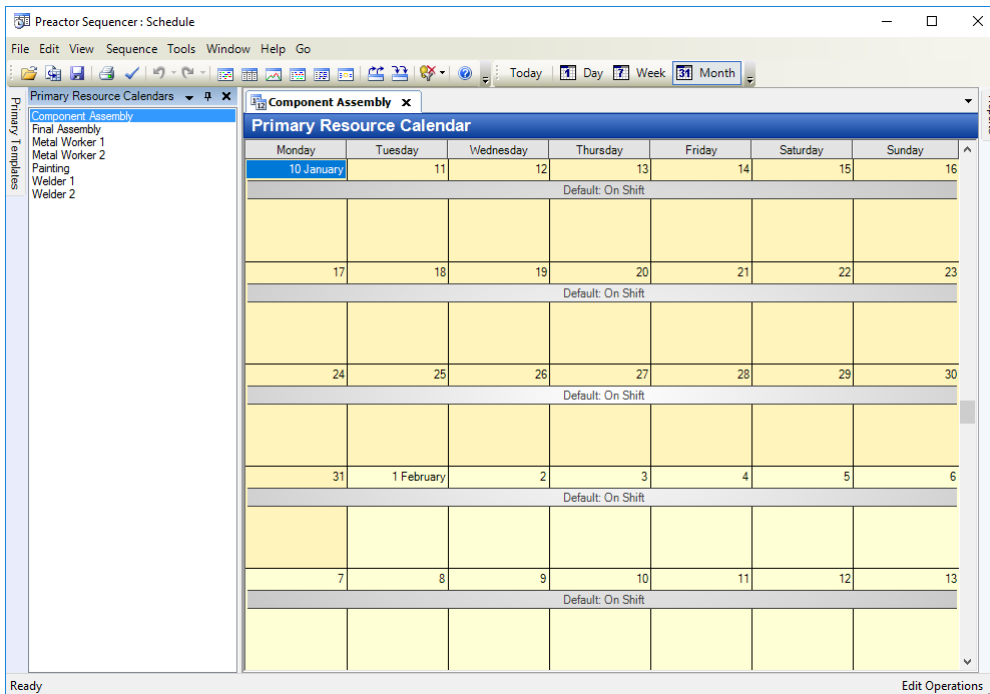 Preactor Sequencer : Schedule
File Edit View Sequence Tools Window Help Go
Today 1 Day 7 Week 31 Month
Primary Templates
Primary Resource Calendars
Component Assembly
Final Assembly
Metal Worker 1
Metal Worker 2
Painting
Welder 1
Welder 2
12 Component Assembly
Primary Resource Calendar
Monday Tuesday Wednesday Thursday Friday Saturday Sunday
10 January 11 12 13 14 15 16
Default: On Shift
17 18 19 20 21 22 23
Default: On Shift
24 25 26 27 28 29 30
Default: On Shift
31 1 February 2 3 4 5 6
Default: On Shift
7 8 9 10 11 12 13
Default: On Shift
Ready Edit Operations